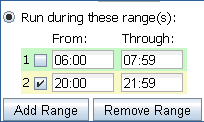 Run during these range(s):
From: Through:
1 06:00 07:59
2 20:00 21:59
Add Range Remove Range